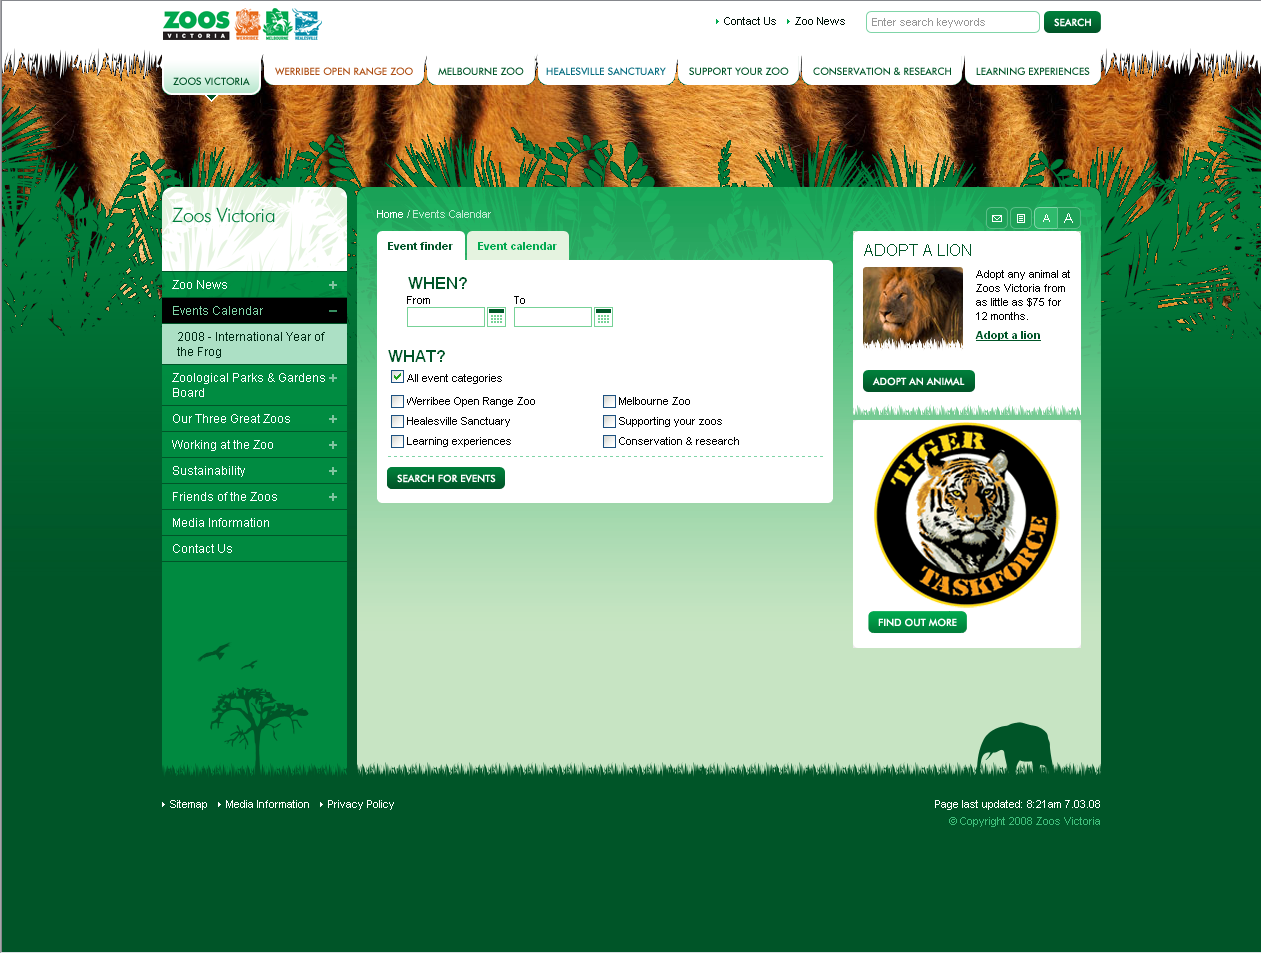 ZOOS
VICTORIA
WERRIBEE MELBOURNE HEALESVILLE
Contact Us
Zoo News
Enter search keywords
SEARCH
ZOOS VICTORIA
WERRIBEE OPEN RANGE ZOO
MELBOURNE ZOO
HEALESVILLE SANCTUARY
SUPPORT YOUR ZOO
CONSERVATION & RESEARCH
LEARNING EXPERIENCES
Zoos Victoria
Zoo News
Events Calendar
2008 - International Year of
the Frog
Zoological Parks & Gardens
Board
Our Three Great Zoos
Working at the Zoo
Sustainability
Friends of the Zoos
Media Information
Contact Us
Home / Events Calendar
A A
Event finder
Event calendar
WHEN?
From To
WHAT?
All event categories
Werribee Open Range Zoo
Melbourne Zoo
Healesville Sanctuary
Supporting your zoos
Learning experiences
Conservation & research
SEARCH FOR EVENTS
ADOPT A LION
Adopt any animal at
Zoos Victoria from
as little as $75 for
12 months.
Adopt a lion
ADOPT AN ANIMAL
TIGER
TASKFORCE
FIND OUT MORE
Sitemap
Media Information
Privacy Policy
Page last updated: 8:21am 7.03.08
© Copyright 2008 Zoos Victoria